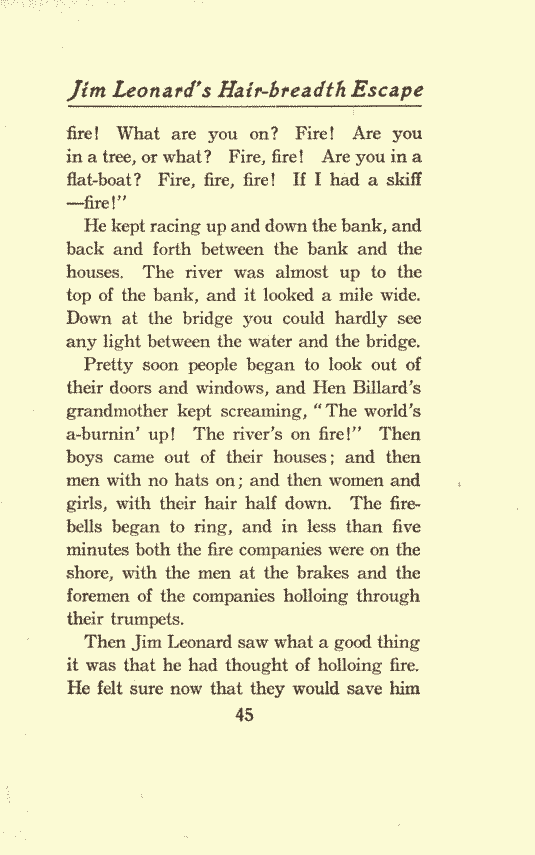 Jim Leonard's Hair-breadth Escape
fire! What are you on? Fire! Are you
in a tree, or what? Fire, fire! Are you in a
flat-boat? Fire, fire, fire! If I had a skiff
—fire!"
He kept racing up and down the bank, and
back and forth between the bank and the
houses. The river was almost up to the
top of the bank, and it looked a mile wide.
Down at the bridge you could hardly see
any light between the water and the bridge.
Pretty soon people began to look out of
their doors and windows, and Hen Billard's
grandmother kept screaming, "The world's
a-burnin' up! The river's on fire!" Then
boys came out of their houses; and then
men with no hats on; and then women and
girls, with their hair half down. The fire-
bells began to ring, and in less than five
minutes both the fire companies were on the
shore, with the men at the brakes and the
foremen of the companies holloing through
their trumpets.
Then Jim Leonard saw what a good thing
it was that he had thought of holloing fire.
He felt sure now that they would save him
45